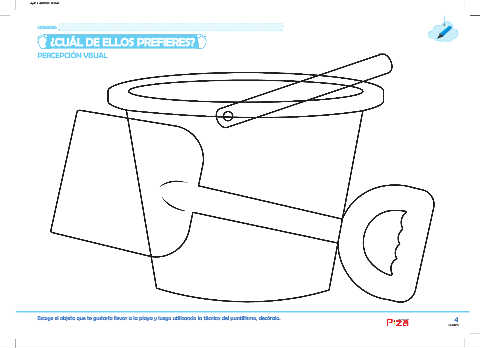 ¿CUÁL DE ELLOS PREFIERES?
PERCEPCIÓN VISUAL
Escoge el objeto que te gustaría llevar a la playa y luego utilizando la técnica del puntillismo, decóralo.
4